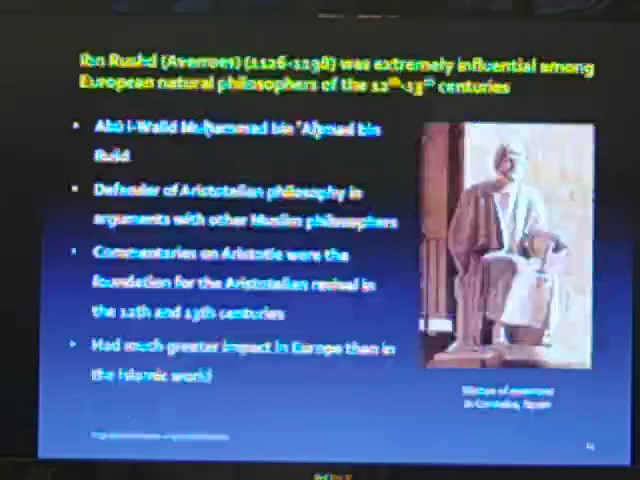 Ibn Rushd (Averroes) (1126-1198) was extremely influential among
European natural philosophers of the 12th-13th centuries
Abū l-Walīd Muḥammad bin ʾAḥmad bin
Rušd
Defender of Aristotelian philosophy in
arguments with other Muslim philosophers
Commentaries on Aristotle were the
foundation for the Aristotelian revival in
the 12th and 13th centuries
Had much greater impact in Europe than in
the Islamic world
Statue of Averroes
in Cordoba, Spain